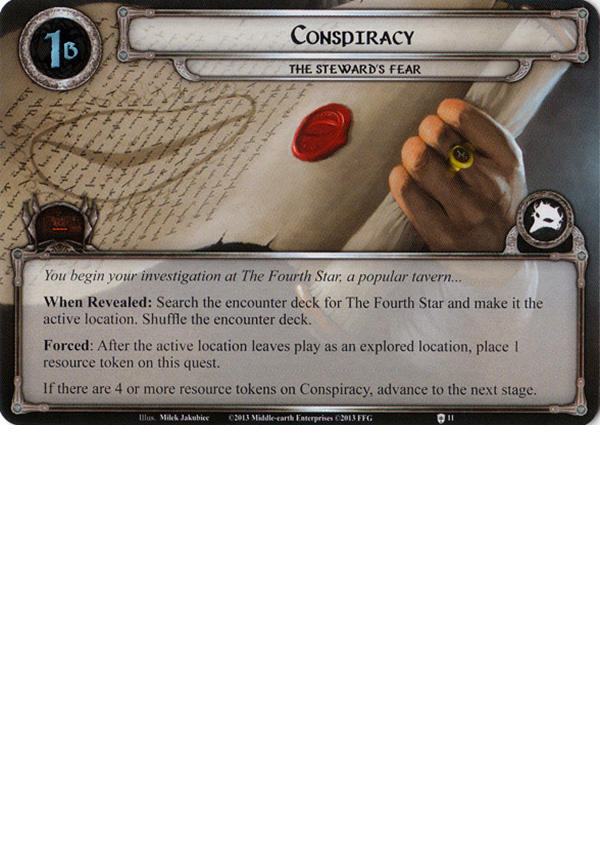 1B
CONSPIRACY
THE STEWARD'S FEAR
You begin your investigation at The Fourth Star, a popular tavern...
When Revealed: Search the encounter deck for The Fourth Star and make it the
active location. Shuffle the encounter deck.
Forced: After the active location leaves play as an explored location, place 1
resource token on this quest.
If there are 4 or more resource tokens on Conspiracy, advance to the next stage.
Illus. Milek Jakubiec ©2013 Middle-earth Enterprises ©2013 FFG 11